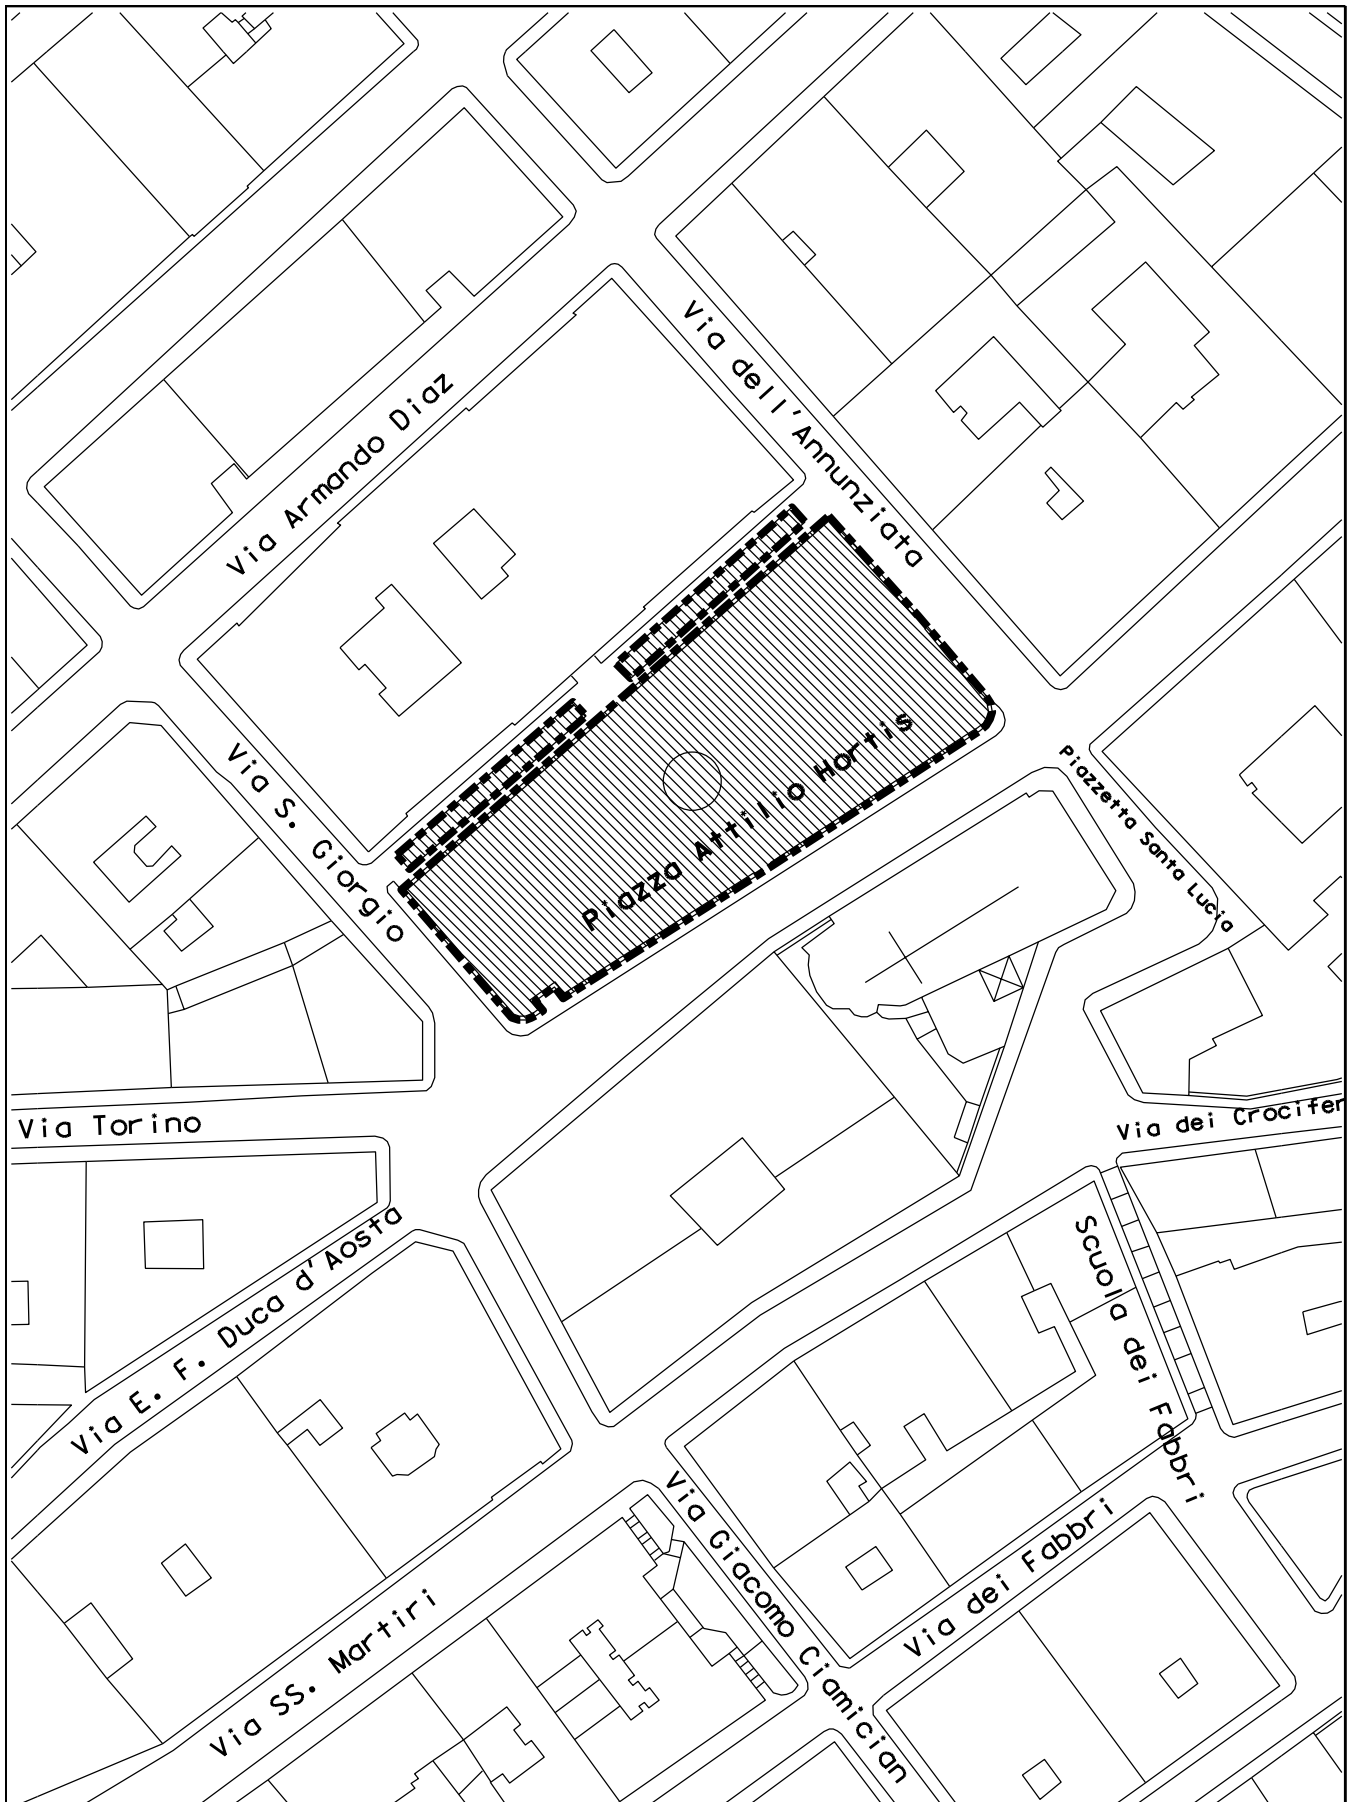 Via dell'Annunziata
Via Armando Diaz
Piazza Attilio Hortis
Via S. Giorgio
Piazzetta Santa Lucia
Via Torino
Via dei Crocifer
Via E. F. Duca d'Aosta
Scuola dei Fabbri
Via dei Fabbri
Via Giacomo Ciamician
Via SS. Martiri